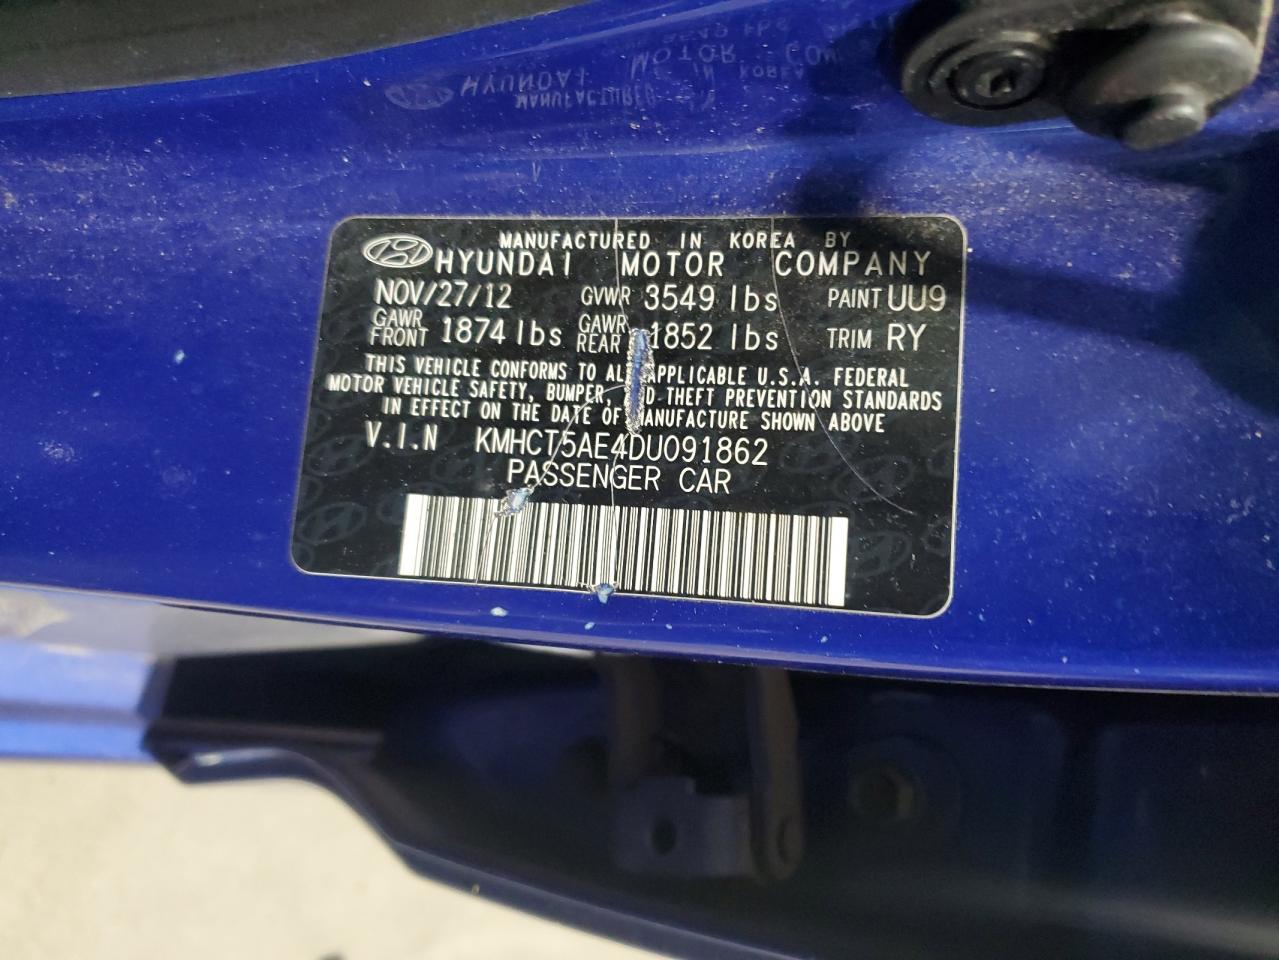 MANUFACTURED IN KOREA BY
HYUNDAI MOTOR COMPANY
NOV/27/12 GVWR 3549 lbs PAINT UU9
GAWR FRONT 1874 lbs GAWR REAR 1852 lbs TRIM RY
THIS VEHICLE CONFORMS TO ALL APPLICABLE U.S.A. FEDERAL
MOTOR VEHICLE SAFETY, BUMPER, AND THEFT PREVENTION STANDARDS
IN EFFECT ON THE DATE OF MANUFACTURE SHOWN ABOVE
V.I.N KMHCT5AE4DU091862
PASSENGER CAR